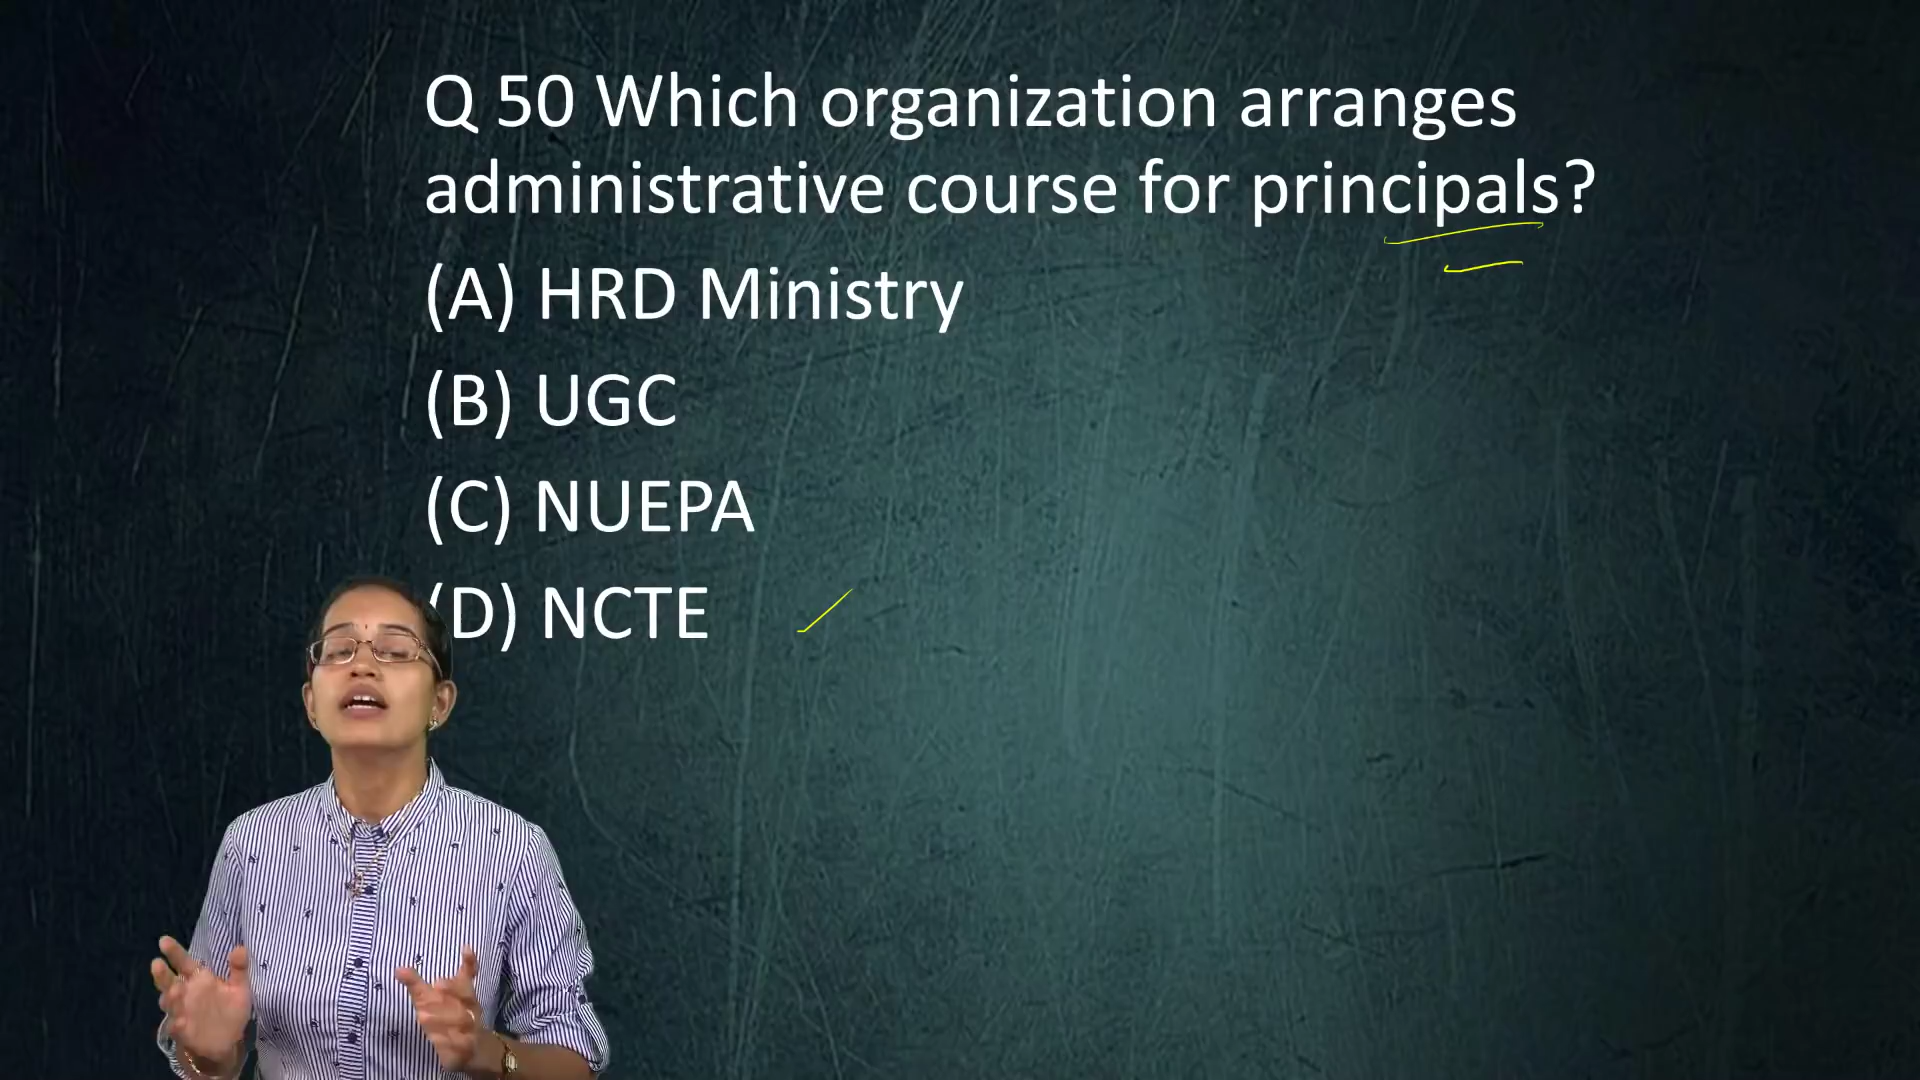 Q 50 Which organization arranges
administrative course for principals?
(A) HRD Ministry
(B) UGC
(C) NUEPA
(D) NCTE